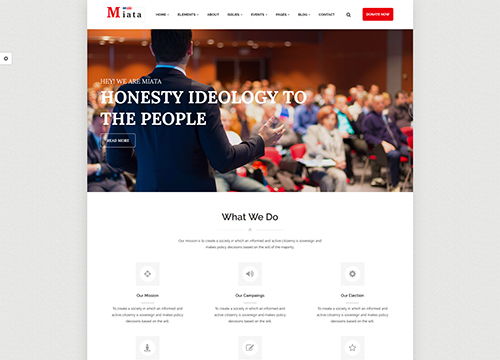 Miata
HOME ELEMENTS ABOUT ISSUES EVENTS PAGES BLOG CONTACT DONATE NOW
HEY! WE ARE MIATA
HONESTY IDEOLOGY TO
THE PEOPLE
READ MORE
What We Do
Our mission is to create a society in which an informed and active citizenry is sovereign and
makes policy decisions based on the will of the majority.
Our Mission Our Campaings Our Election
To create a society in which an informed and To create a society in which an informed and To create a society in which an informed and
active citizenry is sovereign and makes policy active citizenry is sovereign and makes policy active citizenry is sovereign and makes policy
decisions based on the will. decisions based on the will. decisions based on the will.